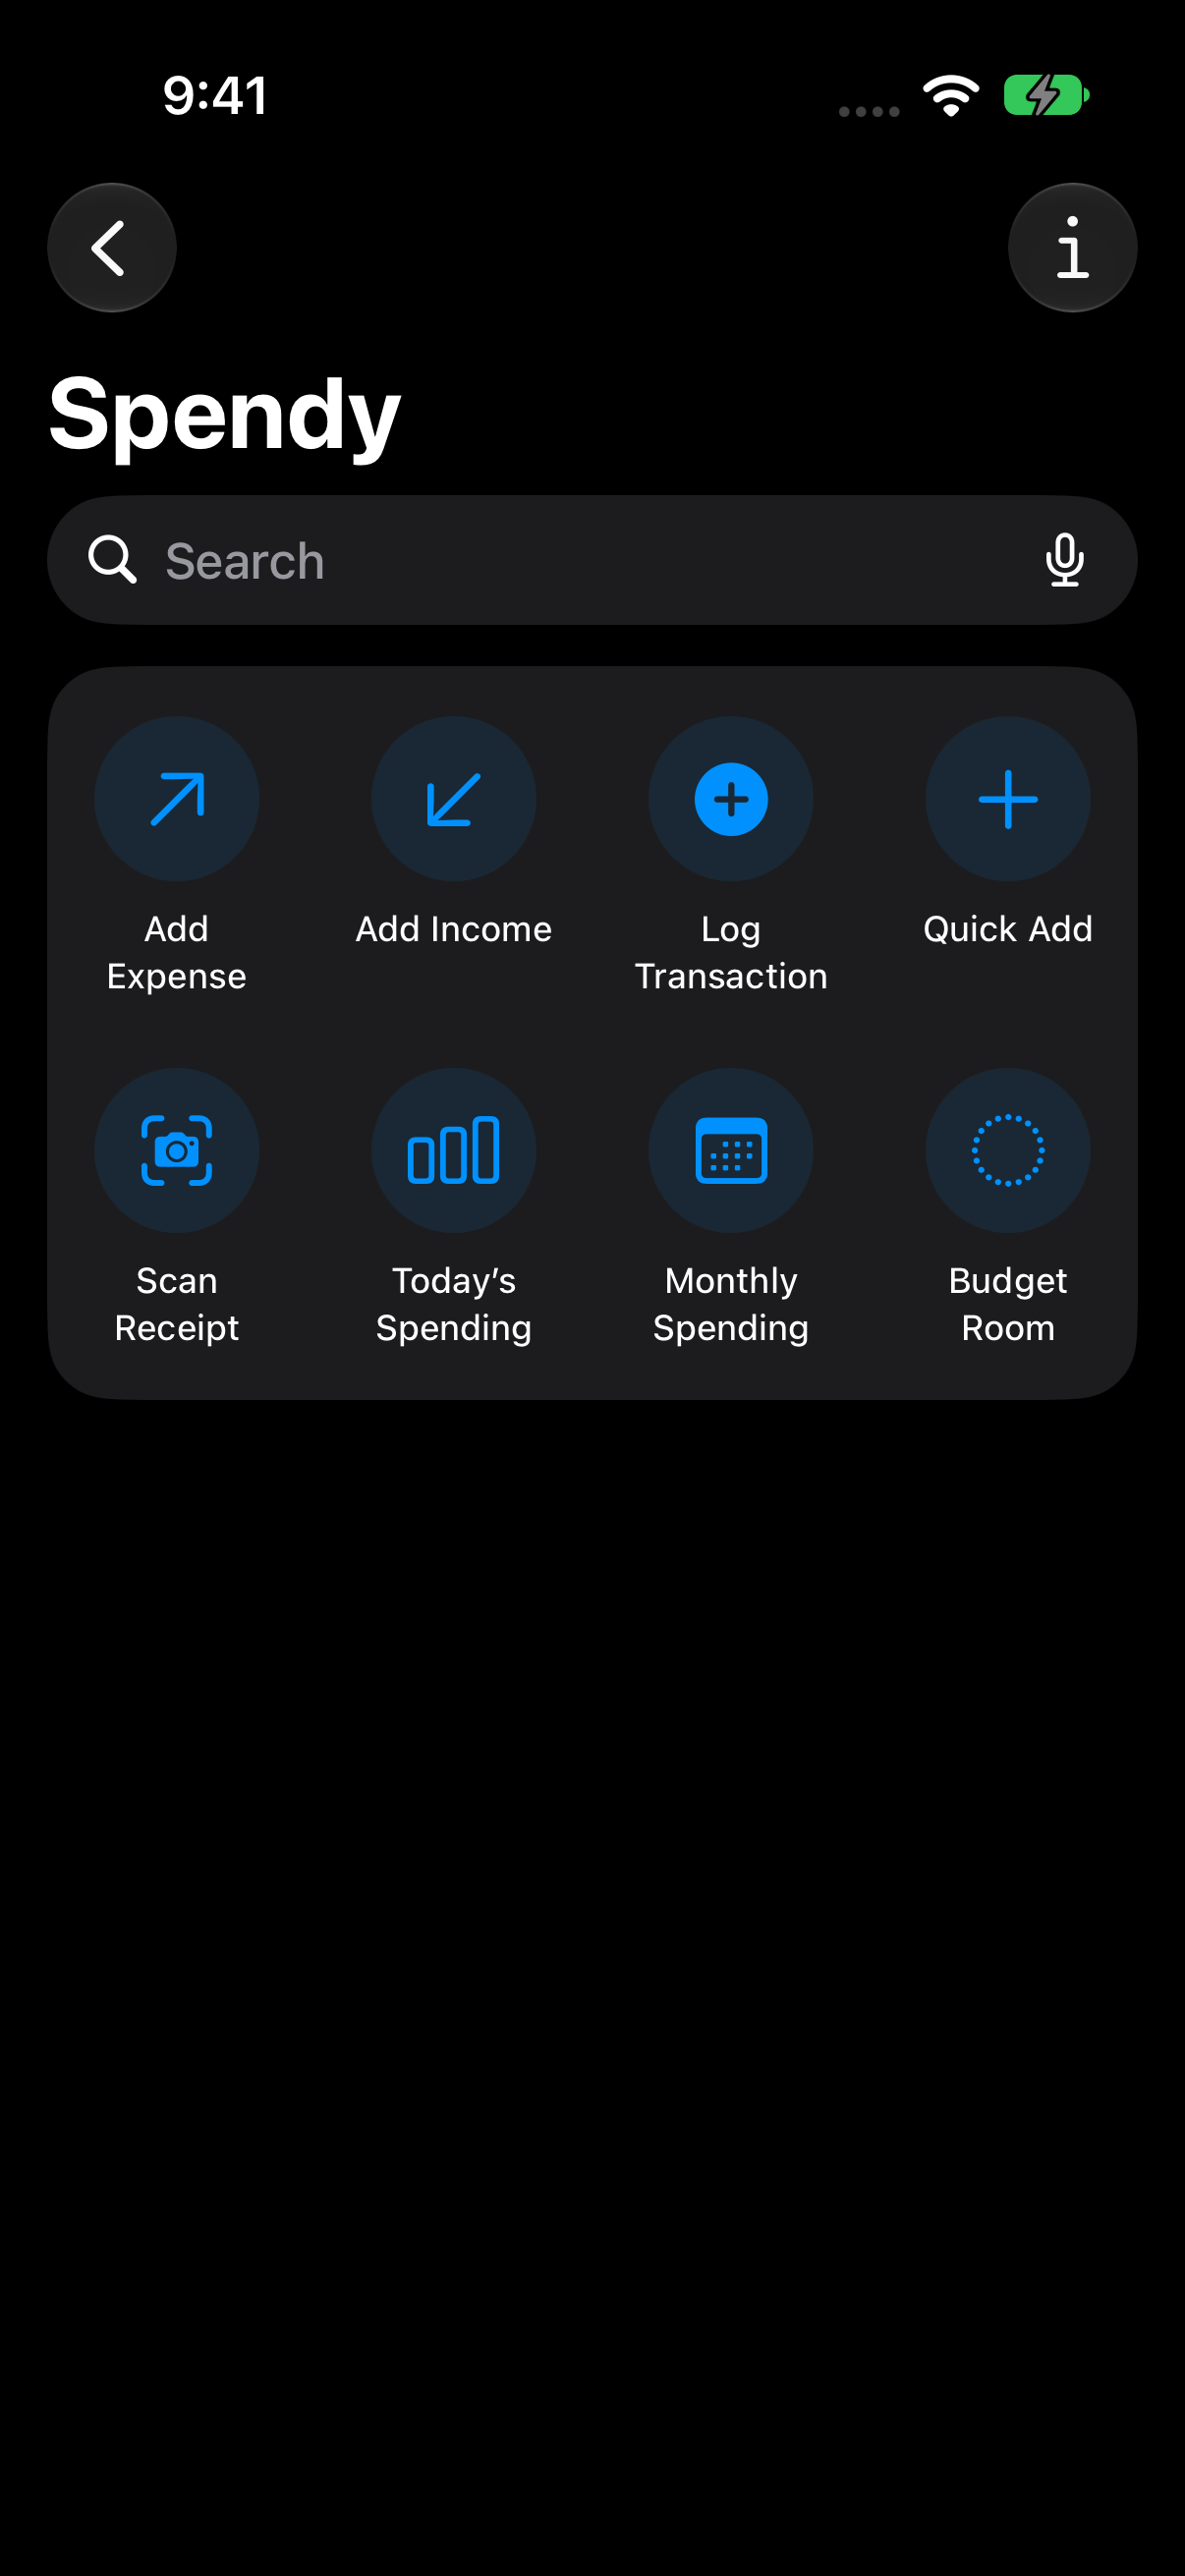 9:41
Spendy
Search
Add
Expense
Add Income
Log
Transaction
Quick Add
Scan
Receipt
Today’s
Spending
Monthly
Spending
Budget
Room